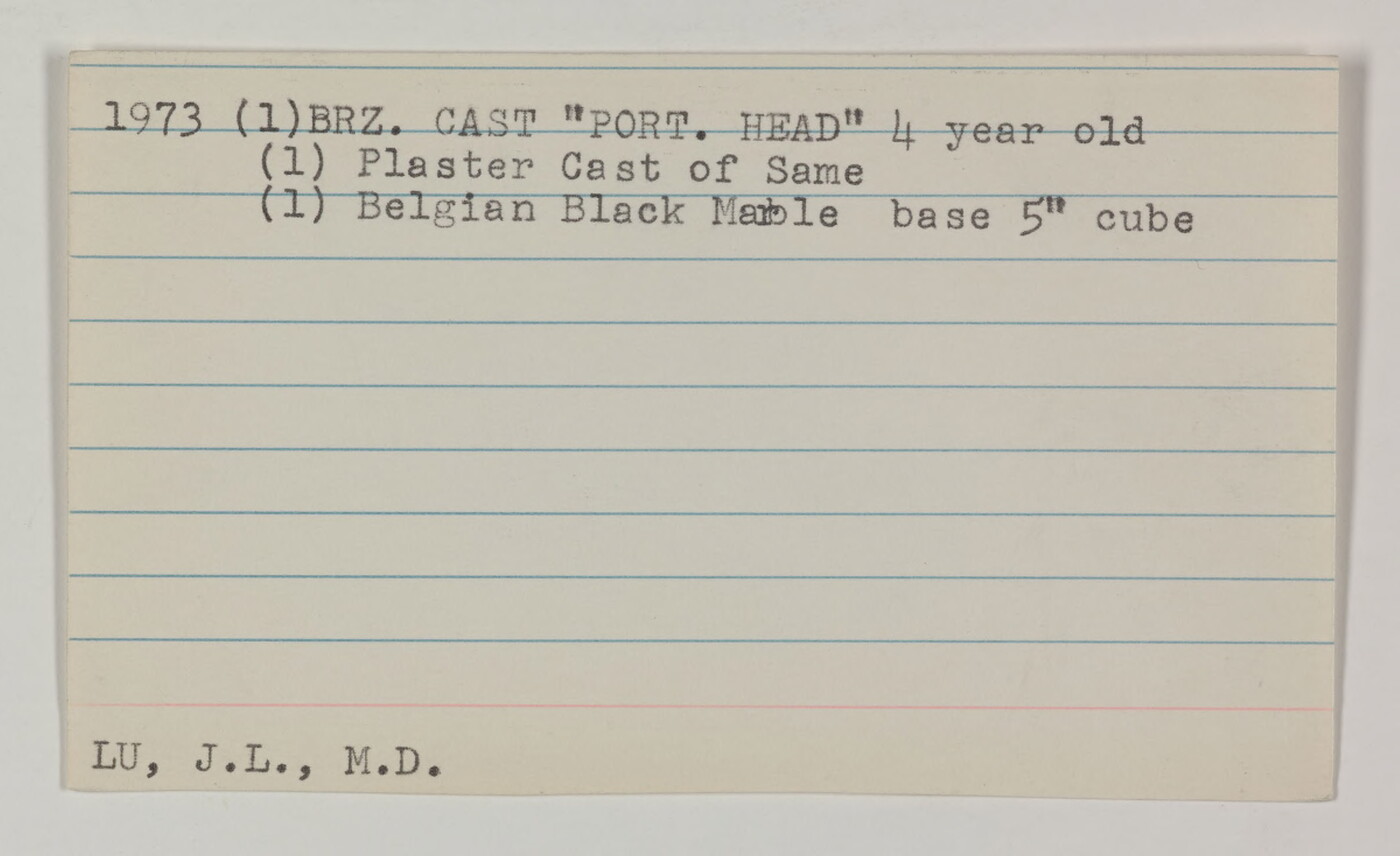 1973 (1)BRZ. CAST "PORT. HEAD" 4 year old
(1) Plaster Cast of Same
(1) Belgian Black Marble base 5" cube
LU, J.L., M.D.